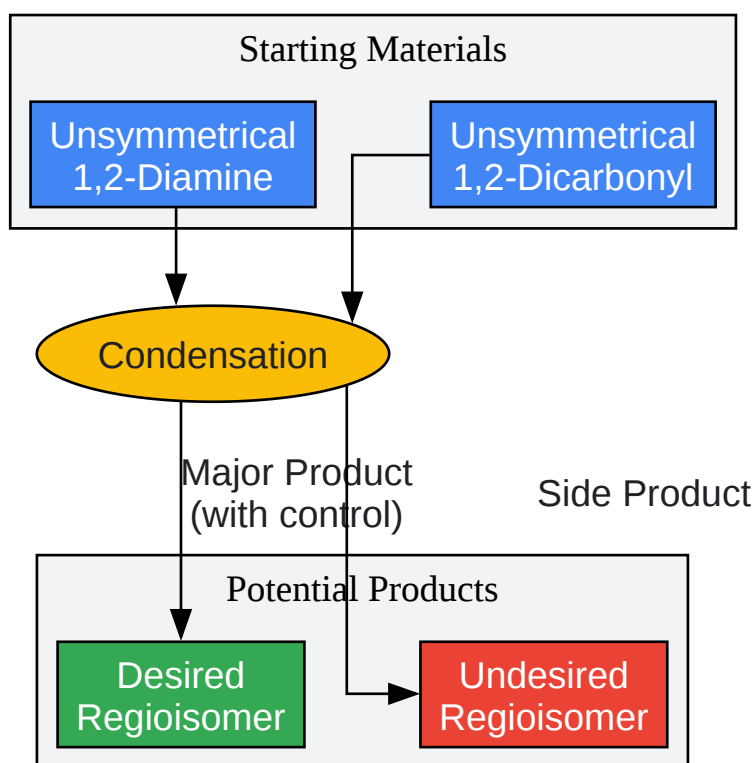 Starting Materials
Unsymmetrical
1,2-Diamine
Unsymmetrical
1,2-Dicarbonyl
Condensation
Major Product
(with control)
Side Product
Potential Products
Desired
Regioisomer
Undesired
Regioisomer